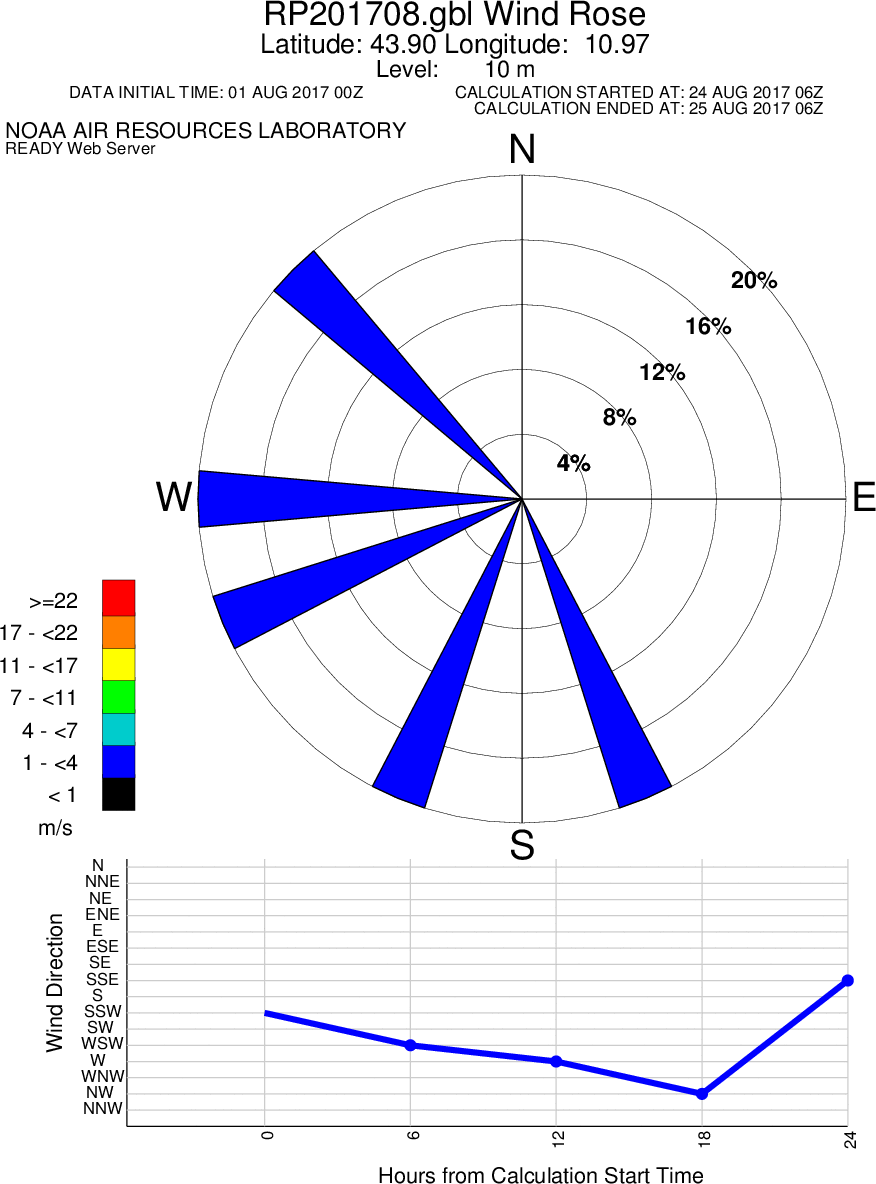 RP201708.gbl Wind Rose
Latitude: 43.90 Longitude: 10.97
Level: 10 m
DATA INITIAL TIME: 01 AUG 2017 00Z
CALCULATION STARTED AT: 24 AUG 2017 06Z
CALCULATION ENDED AT: 25 AUG 2017 06Z
NOAA AIR RESOURCES LABORATORY
READY Web Server
N
20%
16%
12%
8%
4%
W
E
S
>=22
17 - <22
11 - <17
7 - <11
4 - <7
1 - <4
< 1
m/s
Wind Direction
N
NNE
NE
ENE
E
ESE
SE
SSE
S
SSW
SW
WSW
W
WNW
NW
NNW
0 6 12 18 24
Hours from Calculation Start Time